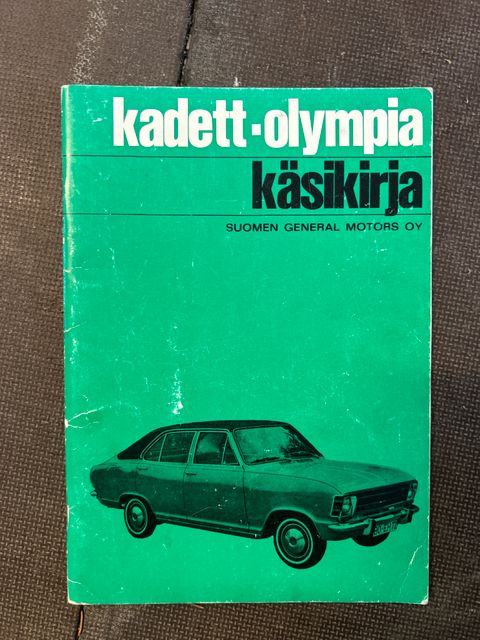 kadett-olympia
käsikirja
SUOMEN GENERAL MOTORS OY